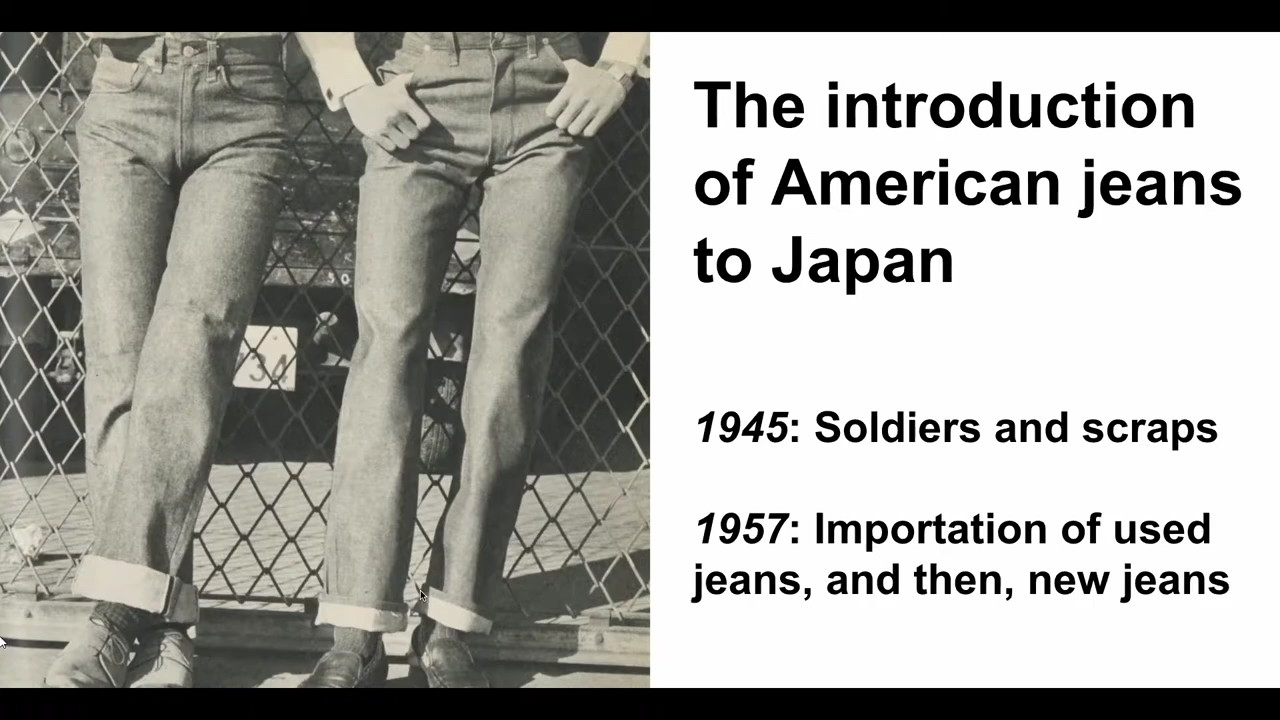 The introduction
of American jeans
to Japan
1945: Soldiers and scraps
1957: Importation of used
jeans, and then, new jeans
34
50